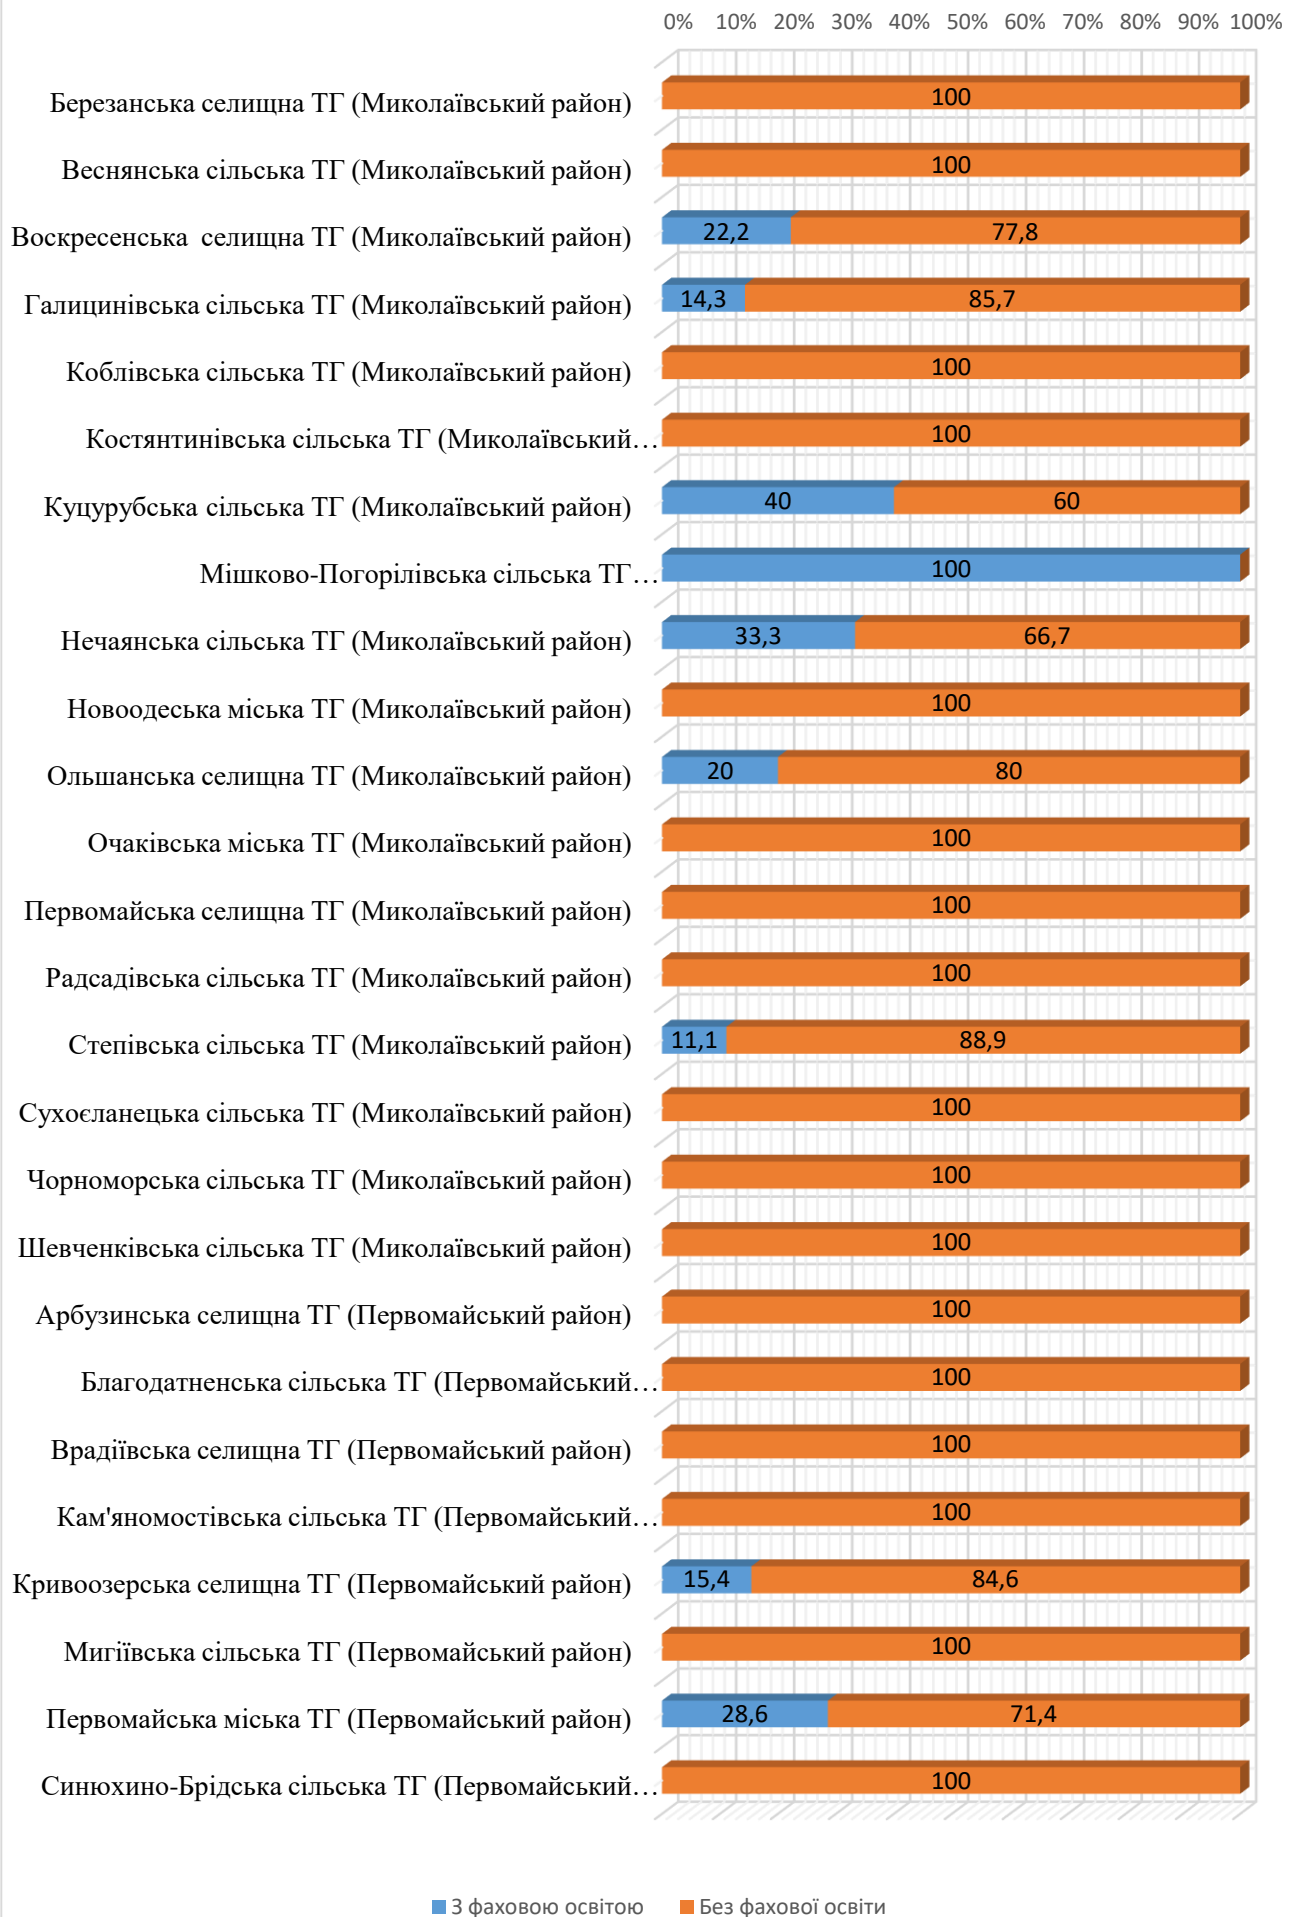 0% 10% 20% 30% 40% 50% 60% 70% 80% 90% 100%
Березанська селищна ТГ (Миколаївський район) 100
Веснянська сільська ТГ (Миколаївський район) 100
Воскресенська селищна ТГ (Миколаївський район) 22,2 77,8
Галицинівська сільська ТГ (Миколаївський район) 14,3 85,7
Коблівська сільська ТГ (Миколаївський район) 100
Костянтинівська сільська ТГ (Миколаївський… 100
Куцурубська сільська ТГ (Миколаївський район) 40 60
Мішково-Погорілівська сільська ТГ… 100
Нечаянська сільська ТГ (Миколаївський район) 33,3 66,7
Новоодеська міська ТГ (Миколаївський район) 100
Ольшанська селищна ТГ (Миколаївський район) 20 80
Очаківська міська ТГ (Миколаївський район) 100
Первомайська селищна ТГ (Миколаївський район) 100
Радсадівська сільська ТГ (Миколаївський район) 100
Степівська сільська ТГ (Миколаївський район) 11,1 88,9
Сухоєланецька сільська ТГ (Миколаївський район) 100
Чорноморська сільська ТГ (Миколаївський район) 100
Шевченківська сільська ТГ (Миколаївський район) 100
Арбузинська селищна ТГ (Первомайський район) 100
Благодатненська сільська ТГ (Первомайський… 100
Врадіївська селищна ТГ (Первомайський район) 100
Кам'яномостівська сільська ТГ (Первомайський… 100
Кривоозерська селищна ТГ (Первомайський район) 15,4 84,6
Мигіївська сільська ТГ (Первомайський район) 100
Первомайська міська ТГ (Первомайський район) 28,6 71,4
Синюхино-Брідська сільська ТГ (Первомайський… 100
З фаховою освітою Без фахової освіти